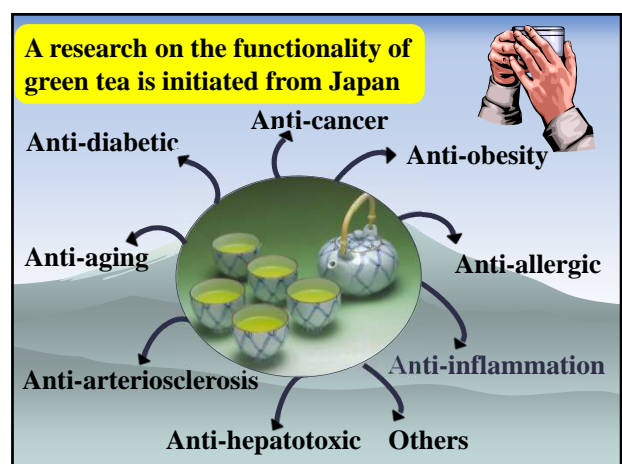 A research on the functionality of
green tea is initiated from Japan
Anti-cancer
Anti-diabetic
Anti-obesity
Anti-aging
Anti-allergic
Anti-inflammation
Anti-arteriosclerosis
Anti-hepatotoxic
Others